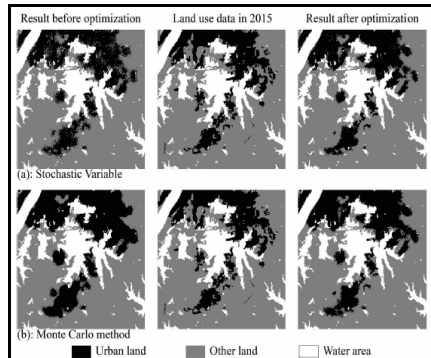 Result before optimization Land use data in 2015 Result after optimization
(a): Stochastic Variable
(b): Monte Carlo method
Urban land Other land Water area